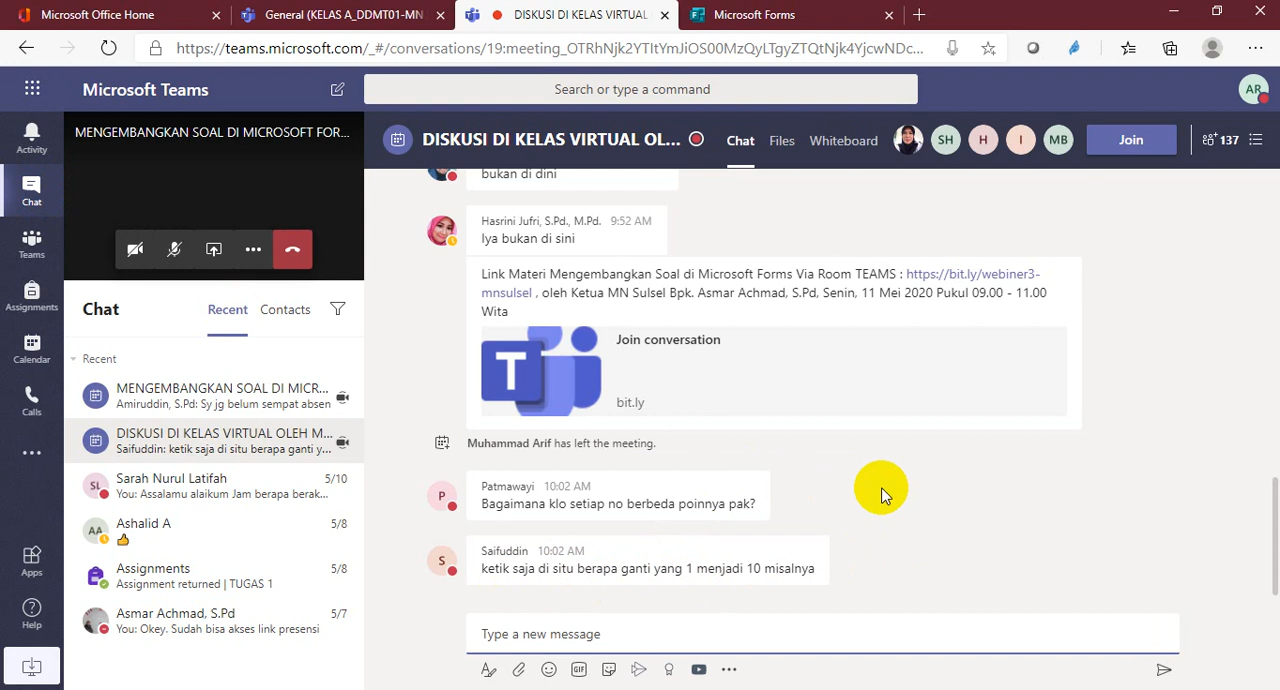 Microsoft Office Home
General (KELAS A_DDMT01-MN
DISKUSI DI KELAS VIRTUAL
Microsoft Forms
https://teams.microsoft.com/_#/conversations/19:meeting_OTRhNjk2YTItYmJiOS00MzQyLTgyZTQtNjk4YjcwNDc...
Microsoft Teams
Search or type a command
AR
Activity
Chat
Teams
Assignments
Calendar
Calls
Apps
Help
MENGEMBANGKAN SOAL DI MICROSOFT FOR...
DISKUSI DI KELAS VIRTUAL OL...
Chat
Files
Whiteboard
SH
H
I
MB
Join
137
Chat
Recent
Contacts
Recent
MENGEMBANGKAN SOAL DI MICR...
Amiruddin, S.Pd: Sy jg belum sempat absen
DISKUSI DI KELAS VIRTUAL OLEH M...
Saifuddin: ketik saja di situ berapa ganti y...
SL
Sarah Nurul Latifah
5/10
You: Assalamu alaikum Jam berapa berak...
AA
Ashalid A
5/8
Assignments
5/8
Assignment returned | TUGAS 1
Asmar Achmad, S.Pd
5/7
You: Okey. Sudah bisa akses link presensi
bukan di dini
Hasrini Jufri, S.Pd., M.Pd. 9:52 AM
Iya bukan di sini
Link Materi Mengembangkan Soal di Microsoft Forms Via Room TEAMS : https://bit.ly/webiner3-
mnsulsel , oleh Ketua MN Sulsel Bpk. Asmar Achmad, S.Pd, Senin, 11 Mei 2020 Pukul 09.00 - 11.00
Wita
T
Join conversation
bit.ly
Muhammad Arif has left the meeting.
P
Patmawayi 10:02 AM
Bagaimana klo setiap no berbeda poinnya pak?
S
Saifuddin 10:02 AM
ketik saja di situ berapa ganti yang 1 menjadi 10 misalnya
Type a new message
GIF